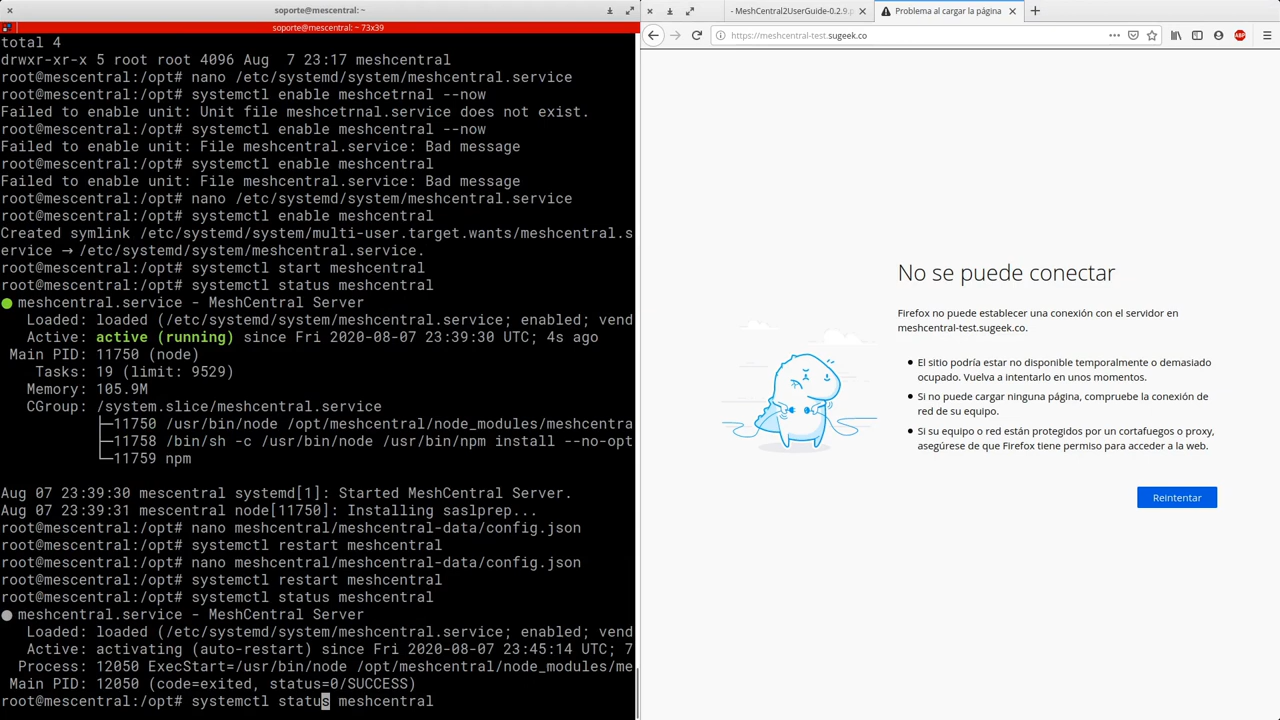 soporte@mescentral: ~
soporte@mescentral: ~ 73x39
total 4
drwxr-xr-x 5 root root 4096 Aug  7 23:17 meshcentral
root@mescentral:/opt# nano /etc/systemd/system/meshcentral.service
root@mescentral:/opt# systemctl enable meshcetrnal --now
Failed to enable unit: Unit file meshcetrnal.service does not exist.
root@mescentral:/opt# systemctl enable meshcentral --now
Failed to enable unit: File meshcentral.service: Bad message
root@mescentral:/opt# systemctl enable meshcentral
Failed to enable unit: File meshcentral.service: Bad message
root@mescentral:/opt# nano /etc/systemd/system/meshcentral.service
root@mescentral:/opt# systemctl enable meshcentral
Created symlink /etc/systemd/system/multi-user.target.wants/meshcentral.s
ervice → /etc/systemd/system/meshcentral.service.
root@mescentral:/opt# systemctl start meshcentral
root@mescentral:/opt# systemctl status meshcentral
● meshcentral.service - MeshCentral Server
   Loaded: loaded (/etc/systemd/system/meshcentral.service; enabled; vend
   Active: active (running) since Fri 2020-08-07 23:39:30 UTC; 4s ago
 Main PID: 11750 (node)
    Tasks: 19 (limit: 9529)
   Memory: 105.9M
   CGroup: /system.slice/meshcentral.service
           ├─11750 /usr/bin/node /opt/meshcentral/node_modules/meshcentra
           ├─11758 /bin/sh -c /usr/bin/node /usr/bin/npm install --no-opt
           └─11759 npm
Aug 07 23:39:30 mescentral systemd[1]: Started MeshCentral Server.
Aug 07 23:39:31 mescentral node[11750]: Installing saslprep...
root@mescentral:/opt# nano meshcentral/meshcentral-data/config.json
root@mescentral:/opt# systemctl restart meshcentral
root@mescentral:/opt# nano meshcentral/meshcentral-data/config.json
root@mescentral:/opt# systemctl restart meshcentral
root@mescentral:/opt# systemctl status meshcentral
● meshcentral.service - MeshCentral Server
   Loaded: loaded (/etc/systemd/system/meshcentral.service; enabled; vend
   Active: activating (auto-restart) since Fri 2020-08-07 23:45:14 UTC; 7
  Process: 12050 ExecStart=/usr/bin/node /opt/meshcentral/node_modules/me
 Main PID: 12050 (code=exited, status=0/SUCCESS)
root@mescentral:/opt# systemctl status meshcentral
- MeshCentral2UserGuide-0.2.9.p
Problema al cargar la página
https://meshcentral-test.sugeek.co
ABP
No se puede conectar
Firefox no puede establecer una conexión con el servidor en
meshcentral-test.sugeek.co.
El sitio podría estar no disponible temporalmente o demasiado
ocupado. Vuelva a intentarlo en unos momentos.
Si no puede cargar ninguna página, compruebe la conexión de
red de su equipo.
Si su equipo o red están protegidos por un cortafuegos o proxy,
asegúrese de que Firefox tiene permiso para acceder a la web.
Reintentar